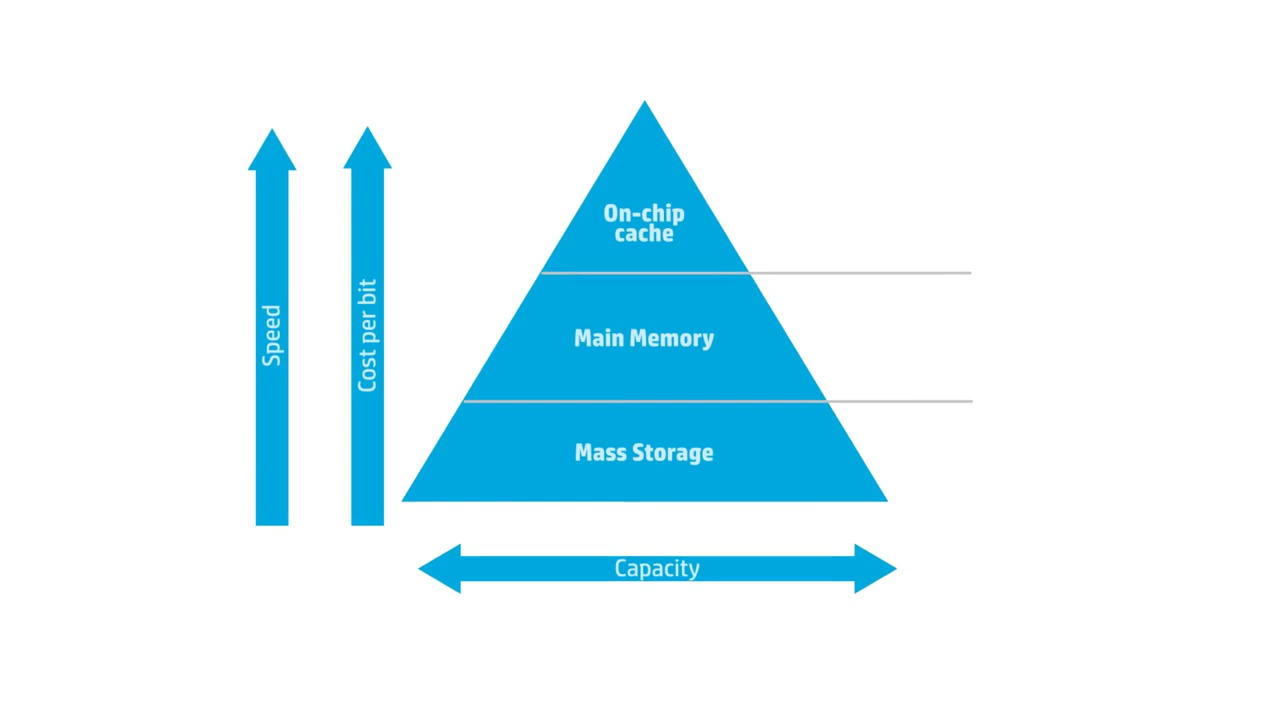 On-chip
cache
Main Memory
Mass Storage
Speed
Cost per bit
Capacity